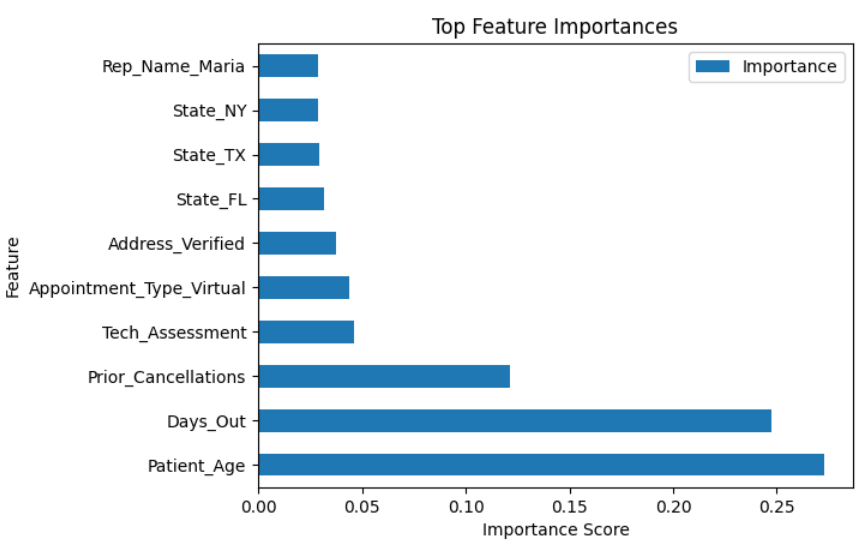 Top Feature Importances
Importance
Feature
Rep_Name_Maria
State_NY
State_TX
State_FL
Address_Verified
Appointment_Type_Virtual
Tech_Assessment
Prior_Cancellations
Days_Out
Patient_Age
0.00 0.05 0.10 0.15 0.20 0.25
Importance Score